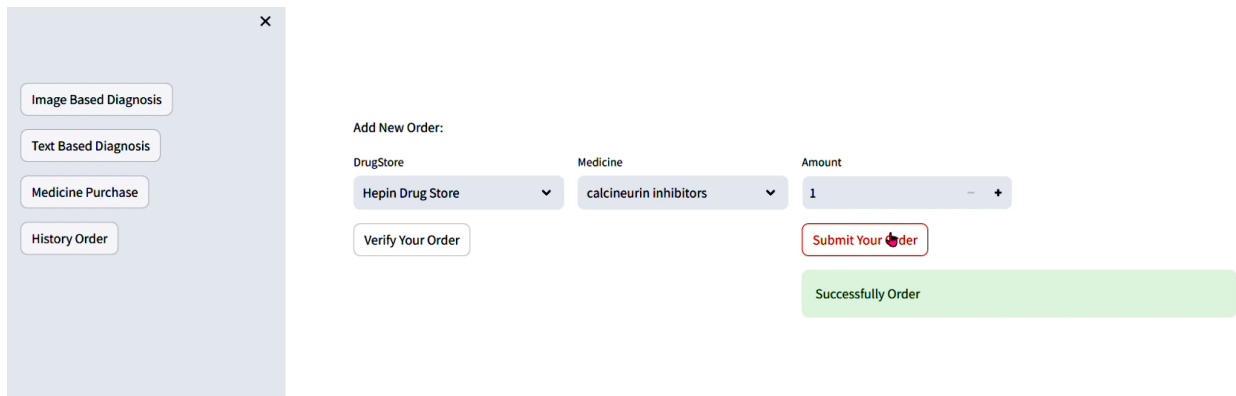 Image Based Diagnosis
Text Based Diagnosis
Medicine Purchase
History Order
Add New Order:
DrugStore
Medicine
Amount
Hepin Drug Store
calcineurin inhibitors
1
Verify Your Order
Submit Your Order
Successfully Order